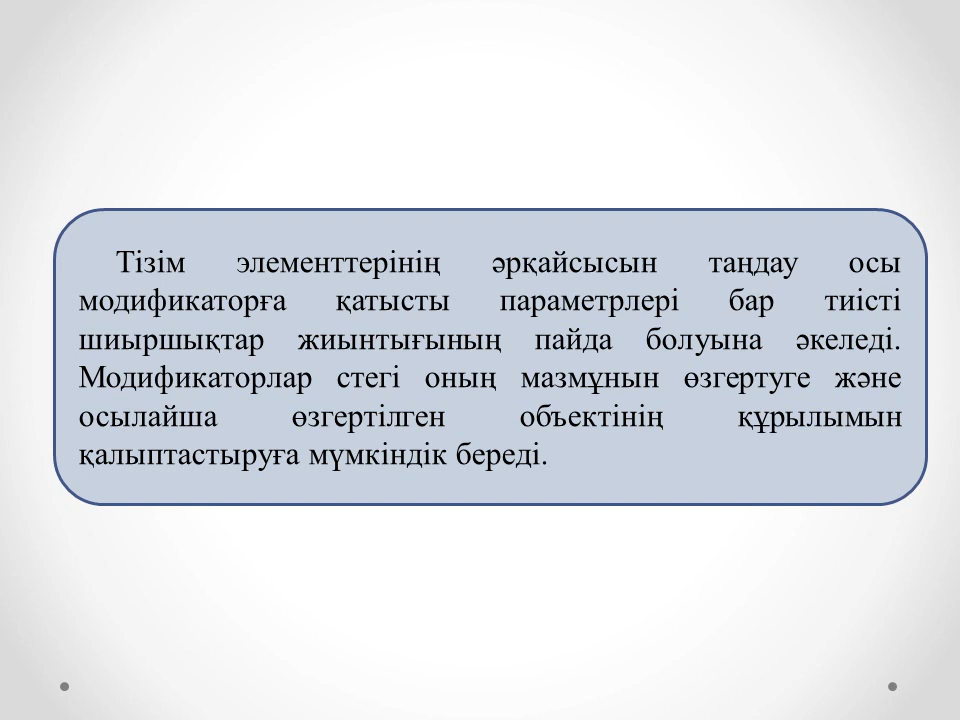 Тізім элементтерінің әрқайсысын таңдау осы
модификаторға қатысты параметрлері бар тиісті
шиыршықтар жиынтығының пайда болуына әкеледі.
Модификаторлар стегі оның мазмұнын өзгертуге және
осылайша өзгертілген объектінің құрылымын
қалыптастыруға мүмкіндік береді.